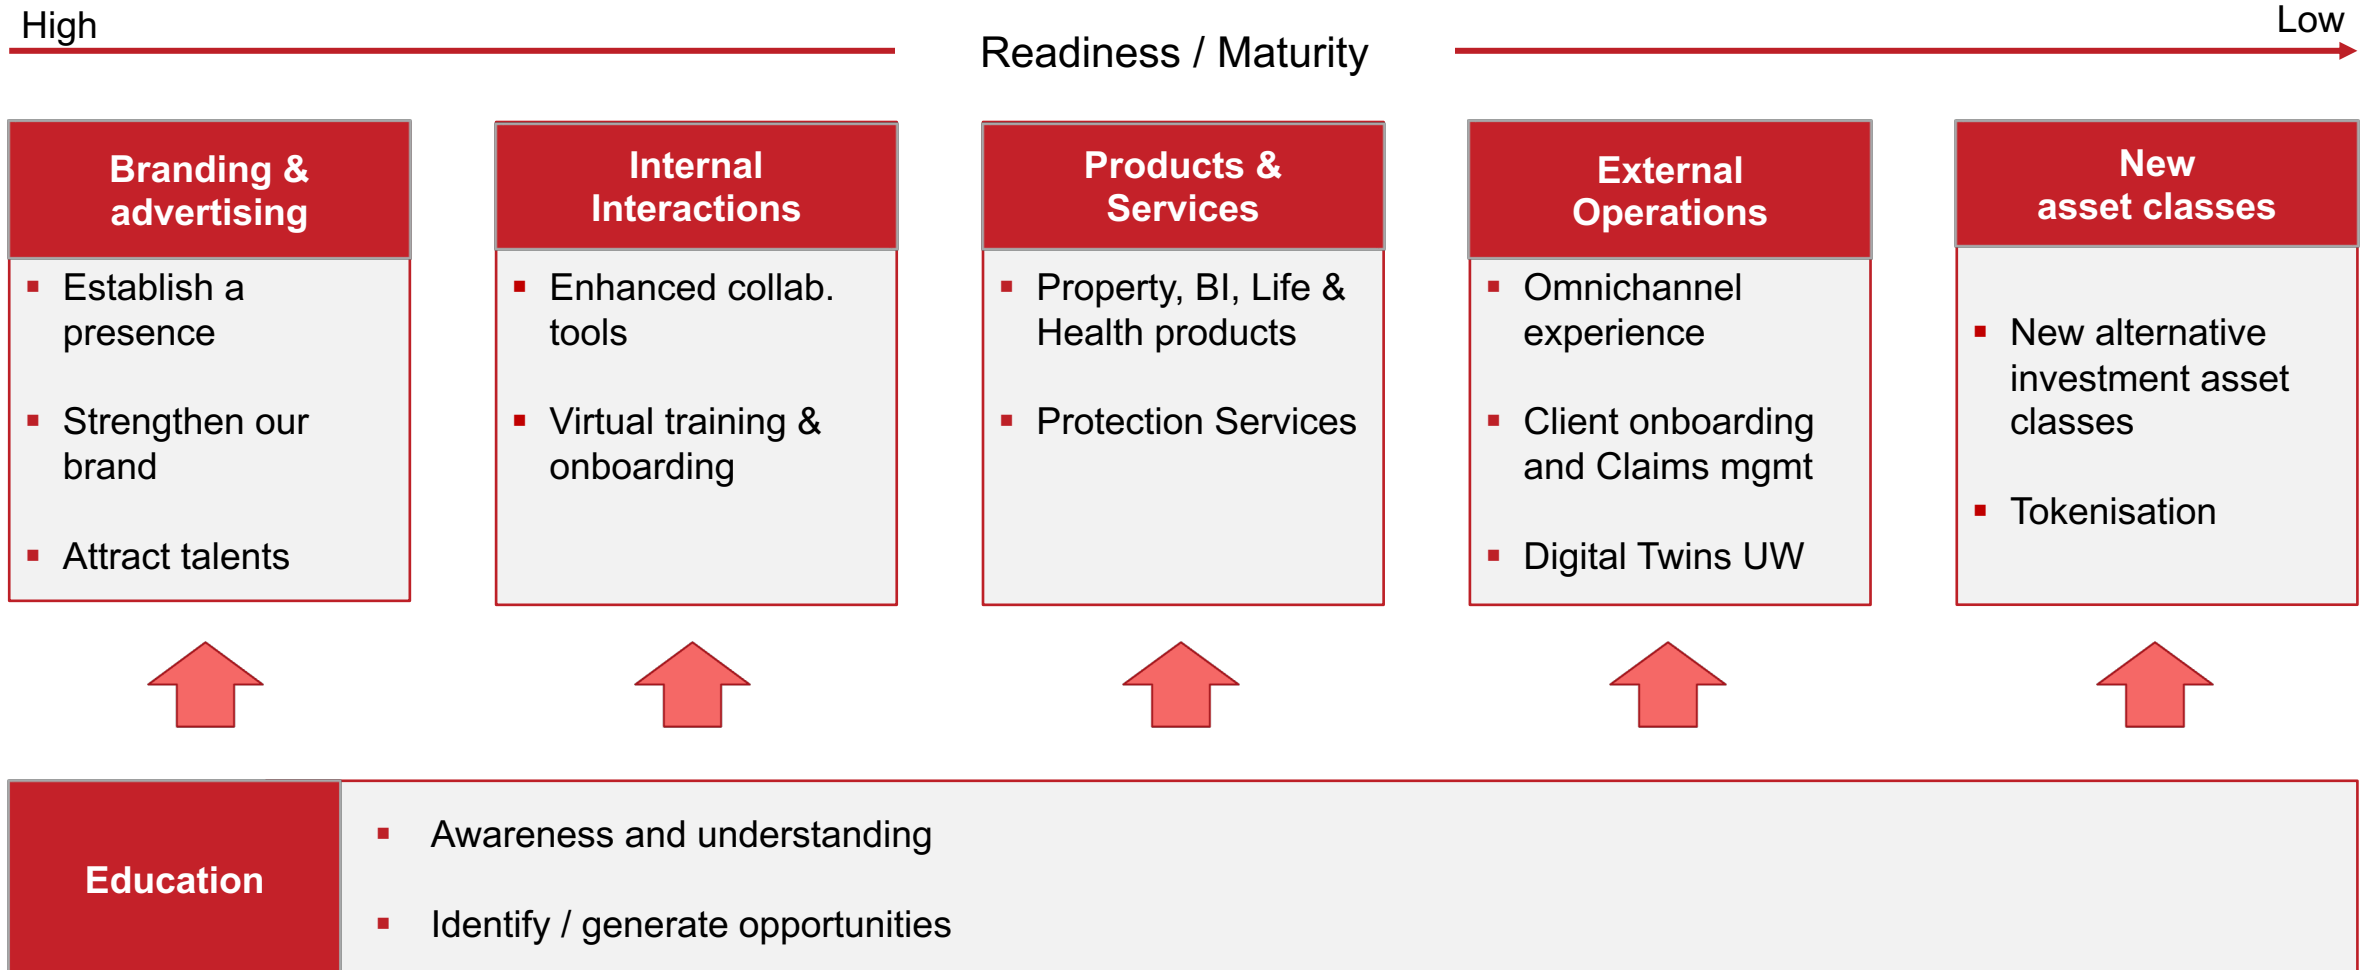 High
Low
Readiness / Maturity
Branding &
advertising
▪ Establish a
presence
▪ Strengthen our
brand
▪ Attract talents
Internal
Interactions
▪ Enhanced collab.
tools
▪ Virtual training &
onboarding
Products &
Services
▪ Property, BI, Life &
Health products
▪ Protection Services
External
Operations
▪ Omnichannel
experience
▪ Client onboarding
and Claims mgmt
▪ Digital Twins UW
New
asset classes
▪ New alternative
investment asset
classes
▪ Tokenisation
Education
▪ Awareness and understanding
▪ Identify / generate opportunities